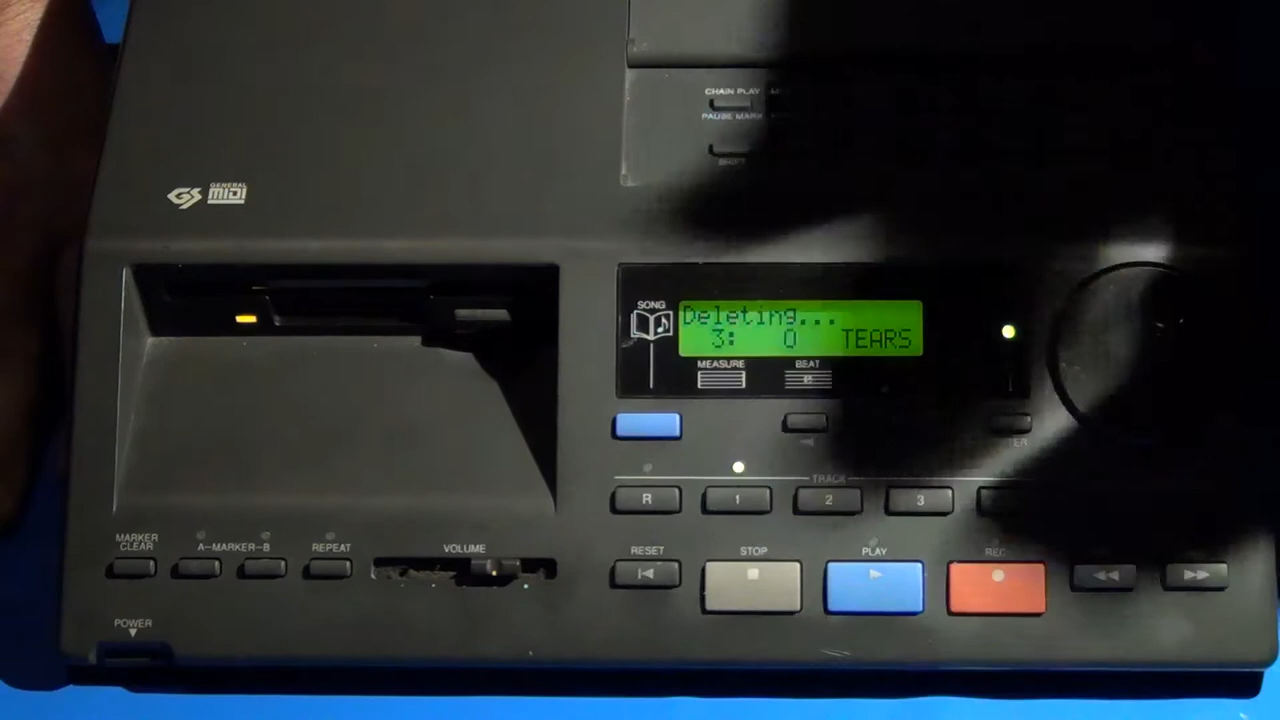 CHAIN PLAY
PAUSE MARK
SHIFT
GS GENERAL MIDI
SONG
Deleting...
3: 0 TEARS
MEASURE BEAT
TRACK
R 1 2 3
MARKER CLEAR
A-MARKER-B
REPEAT
VOLUME
RESET
STOP
PLAY
REC
POWER